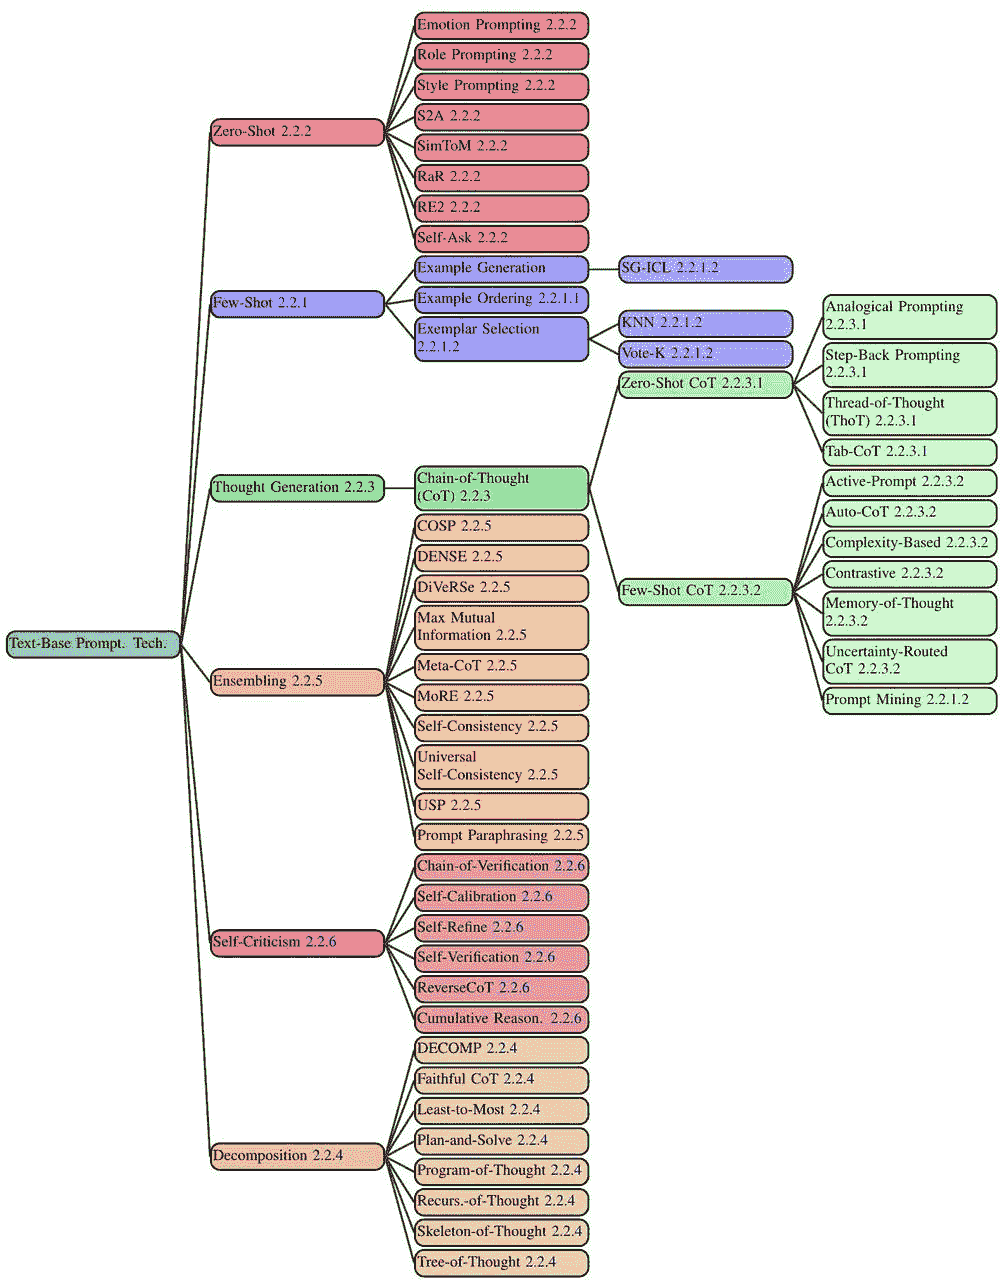 Text-Base Prompt. Tech.
Zero-Shot 2.2.2
Emotion Prompting 2.2.2
Role Prompting 2.2.2
Style Prompting 2.2.2
S2A 2.2.2
SimToM 2.2.2
RaR 2.2.2
RE2 2.2.2
Self-Ask 2.2.2
Few-Shot 2.2.1
Example Generation
SG-ICL 2.2.1.2
Example Ordering 2.2.1.1
Exemplar Selection
2.2.1.2
KNN 2.2.1.2
Vote-K 2.2.1.2
Thought Generation 2.2.3
Chain-of-Thought
(CoT) 2.2.3
Zero-Shot CoT 2.2.3.1
Analogical Prompting
2.2.3.1
Step-Back Prompting
2.2.3.1
Thread-of-Thought
(ThoT) 2.2.3.1
Tab-CoT 2.2.3.1
Few-Shot CoT 2.2.3.2
Active-Prompt 2.2.3.2
Auto-CoT 2.2.3.2
Complexity-Based 2.2.3.2
Contrastive 2.2.3.2
Memory-of-Thought
2.2.3.2
Uncertainty-Routed
CoT 2.2.3.2
Prompt Mining 2.2.1.2
Ensembling 2.2.5
COSP 2.2.5
DENSE 2.2.5
DiVeRSe 2.2.5
Max Mutual
Information 2.2.5
Meta-CoT 2.2.5
MoRE 2.2.5
Self-Consistency 2.2.5
Universal
Self-Consistency 2.2.5
USP 2.2.5
Prompt Paraphrasing 2.2.5
Self-Criticism 2.2.6
Chain-of-Verification 2.2.6
Self-Calibration 2.2.6
Self-Refine 2.2.6
Self-Verification 2.2.6
ReverseCoT 2.2.6
Cumulative Reason. 2.2.6
Decomposition 2.2.4
DECOMP 2.2.4
Faithful CoT 2.2.4
Least-to-Most 2.2.4
Plan-and-Solve 2.2.4
Program-of-Thought 2.2.4
Recurs.-of-Thought 2.2.4
Skeleton-of-Thought 2.2.4
Tree-of-Thought 2.2.4